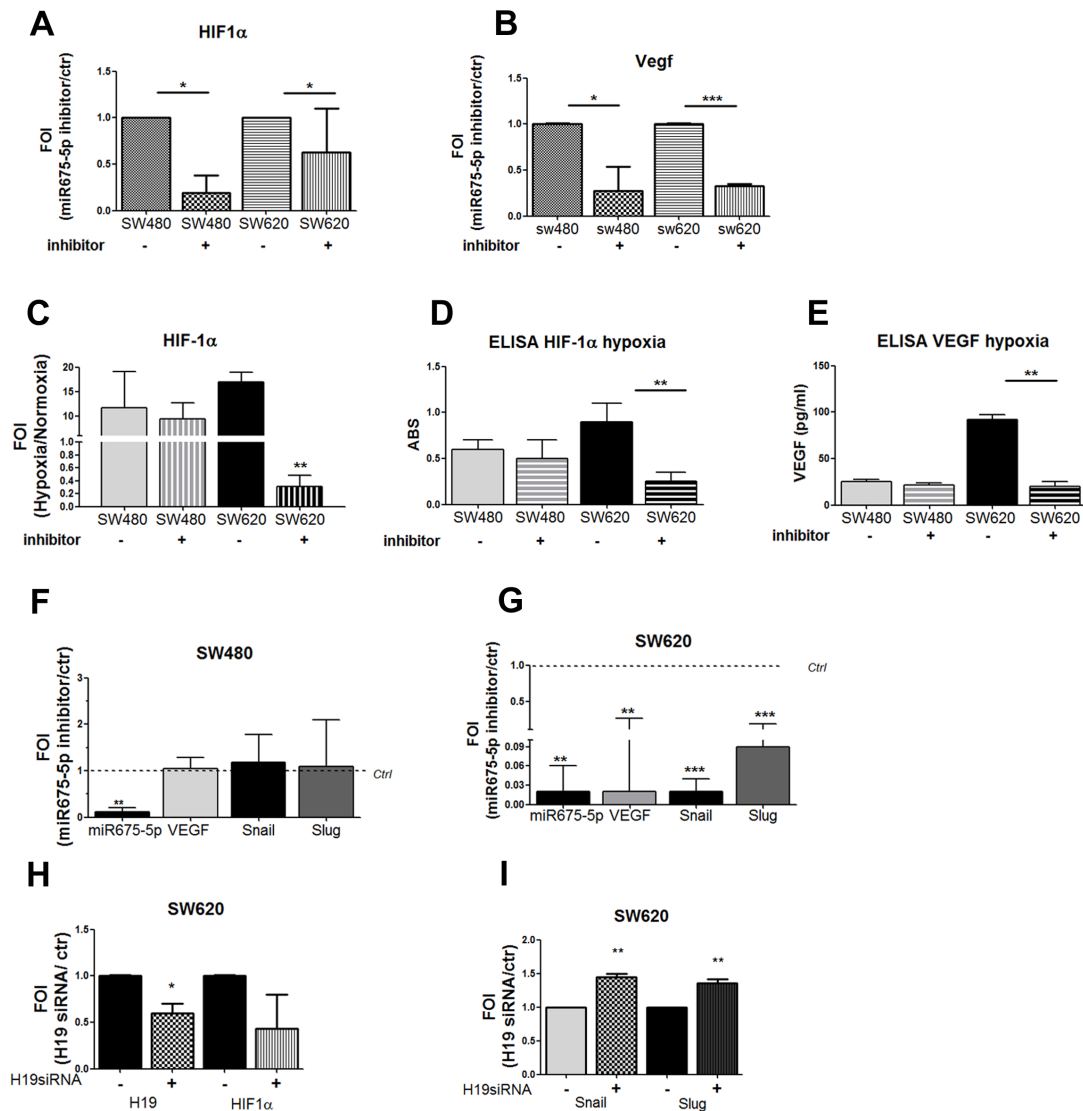 A
HIF1α
FOI
(miR675-5p ihibitor/ctr)
1.5
1.0
0.5
0.0
*
*
SW480 SW480 SW620 SW620
inhibitor - + - +
B
Vegf
FOI
(miR675-5p inhibitor/ctr)
1.5
1.0
0.5
0.0
*
***
sw480 sw480 sw620 sw620
inhibitor - + - +
C
HIF-1α
FOI
(Hypoxia/Normoxia)
20
15
10
5
1.0
0.8
0.6
0.4
0.2
0.0
**
SW480 SW480 SW620 SW620
inhibitor - + - +
D
ELISA HIF-1α hypoxia
ABS
1.5
1.0
0.5
0.0
**
SW480 SW480 SW620 SW620
inhibitor - + - +
E
ELISA VEGF hypoxia
VEGF (pg/ml)
150
100
50
0
**
SW480 SW480 SW620 SW620
inhibitor - + - +
F
SW480
FOI
(miR675-5p inhibitor/ctr)
3
2
1
0
**
Ctrl
miR675-5p VEGF Snail Slug
G
SW620
FOI
(miR675-5p inhibitor/ctr)
1.0
0.5
0.09
0.06
0.03
0.00
Ctrl
**
**
***
***
miR675-5p VEGF Snail Slug
H
SW620
FOI
(H19 siRNA/ ctr)
1.5
1.0
0.5
0.0
*
H19siRNA - + - +
H19 HIF1α
I
SW620
FOI
(H19 siRNA/ctr)
2.0
1.5
1.0
0.5
0.0
**
**
H19siRNA - + - +
Snail Slug